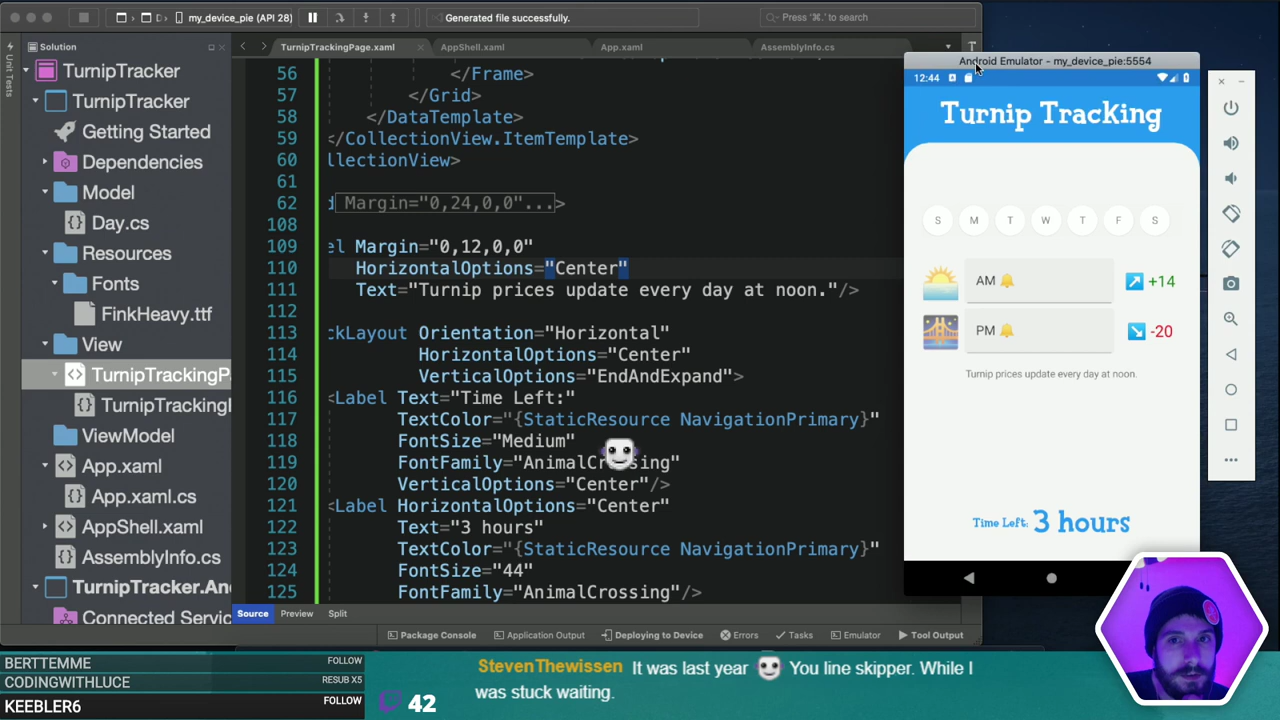 my_device_pie (API 28)
Generated file successfully.
Press '⌘.' to search
Unit Tests
Solution
TurnipTracker
TurnipTracker
Getting Started
Dependencies
Model
Day.cs
Resources
Fonts
FinkHeavy.ttf
View
TurnipTrackingP
TurnipTrackingI
ViewModel
App.xaml
App.xaml.cs
AppShell.xaml
AssemblyInfo.cs
TurnipTracker.An
Connected Servic
TurnipTrackingPage.xaml
AppShell.xaml
App.xaml
AssemblyInfo.cs
56 </Frame>
57 </Grid>
58 </DataTemplate>
59 </CollectionView.ItemTemplate>
60 llectionView>
61
62 d Margin="0,24,0,0"...>
108
109 el Margin="0,12,0,0"
110 HorizontalOptions="Center"
111 Text="Turnip prices update every day at noon."/>
112
113 ckLayout Orientation="Horizontal"
114 HorizontalOptions="Center"
115 VerticalOptions="EndAndExpand">
116 <Label Text="Time Left:"
117 TextColor="{StaticResource NavigationPrimary}"
118 FontSize="Medium"
119 FontFamily="AnimalCrossing"
120 VerticalOptions="Center"/>
121 <Label HorizontalOptions="Center"
122 Text="3 hours"
123 TextColor="{StaticResource NavigationPrimary}"
124 FontSize="44"
125 FontFamily="AnimalCrossing"/>
Source Preview Split
Package Console Application Output Deploying to Device Errors Tasks Emulator Tool Output
Android Emulator - my_device_pie:5554
12:44
Turnip Tracking
S M T W T F S
AM +14
PM -20
Turnip prices update every day at noon.
Time Left: 3 hours
BERTTEMME FOLLOW
CODINGWITHLUCE RESUB X5
KEEBLER6 FOLLOW
42
StevenThewissen It was last year You line skipper. While I
was stuck waiting.